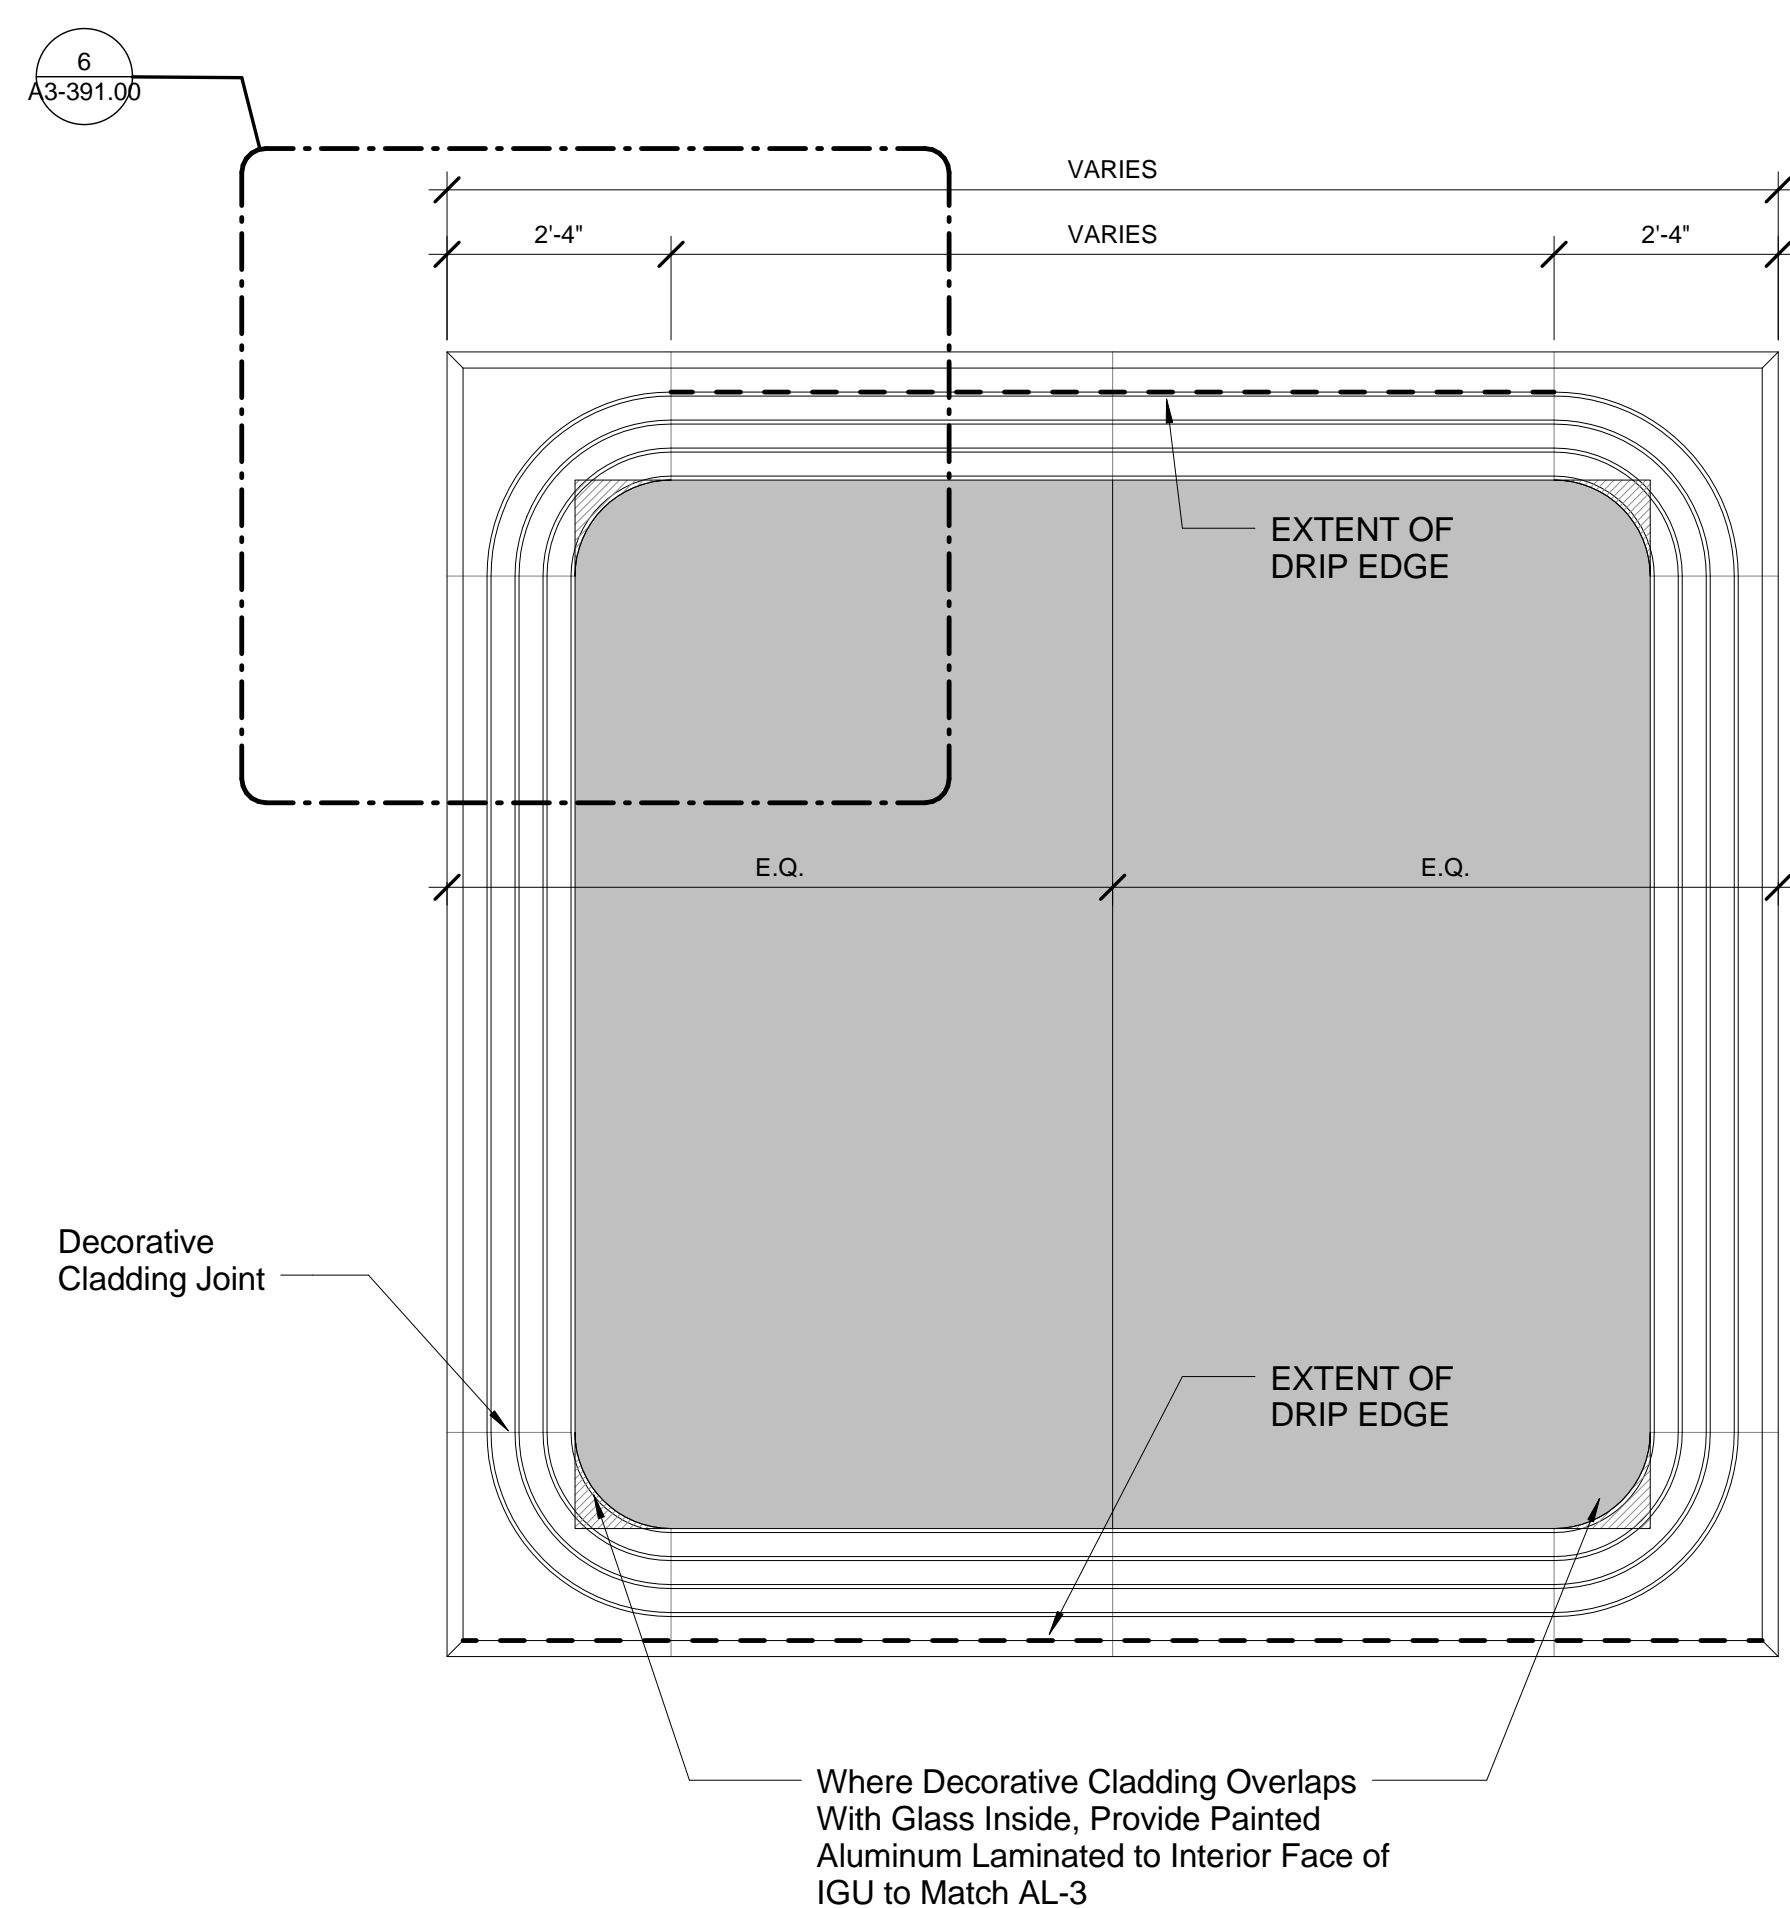 6
A3-391.00
VARIES
2'-4"
VARIES
2'-4"
EXTENT OF
DRIP EDGE
E.Q.
E.Q.
Decorative
Cladding Joint
EXTENT OF
DRIP EDGE
Where Decorative Cladding Overlaps
With Glass Inside, Provide Painted
Aluminum Laminated to Interior Face of
IGU to Match AL-3